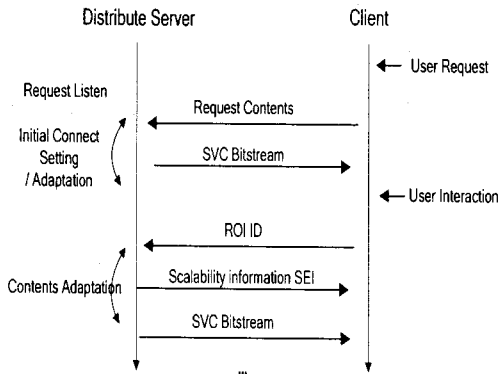 Distribute Server
Client
User Request
Request Listen
Request Contents
Initial Connect
Setting
/ Adaptation
SVC Bitstream
User Interaction
ROI ID
Contents Adaptation
Scalability information SEI
SVC Bitstream
...